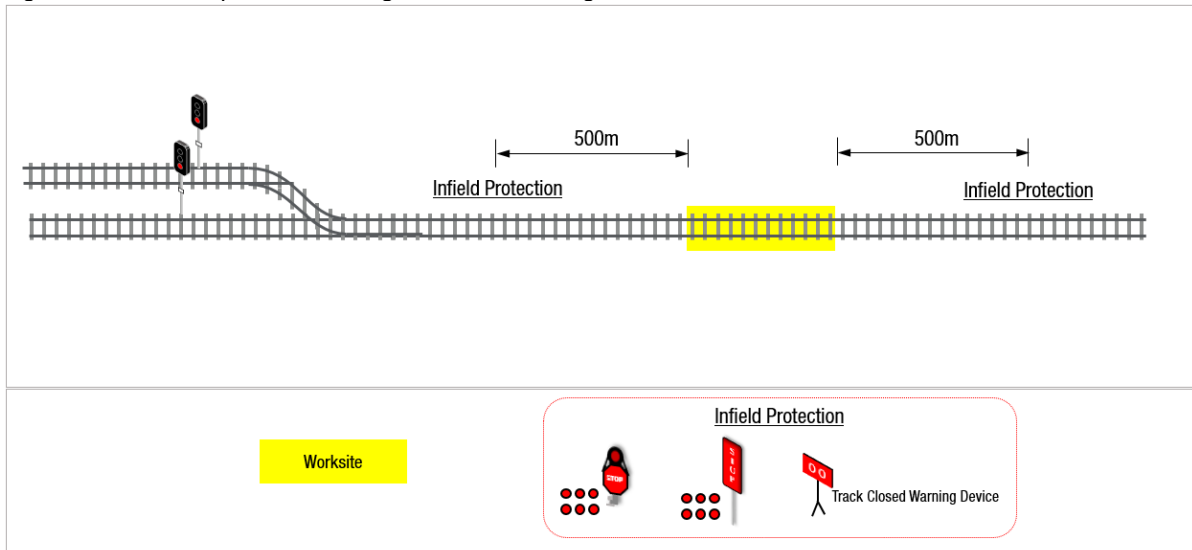 500m
500m
Infield Protection
Infield Protection
Infield Protection
Worksite
STOP
STOP
Track Closed Warning Device